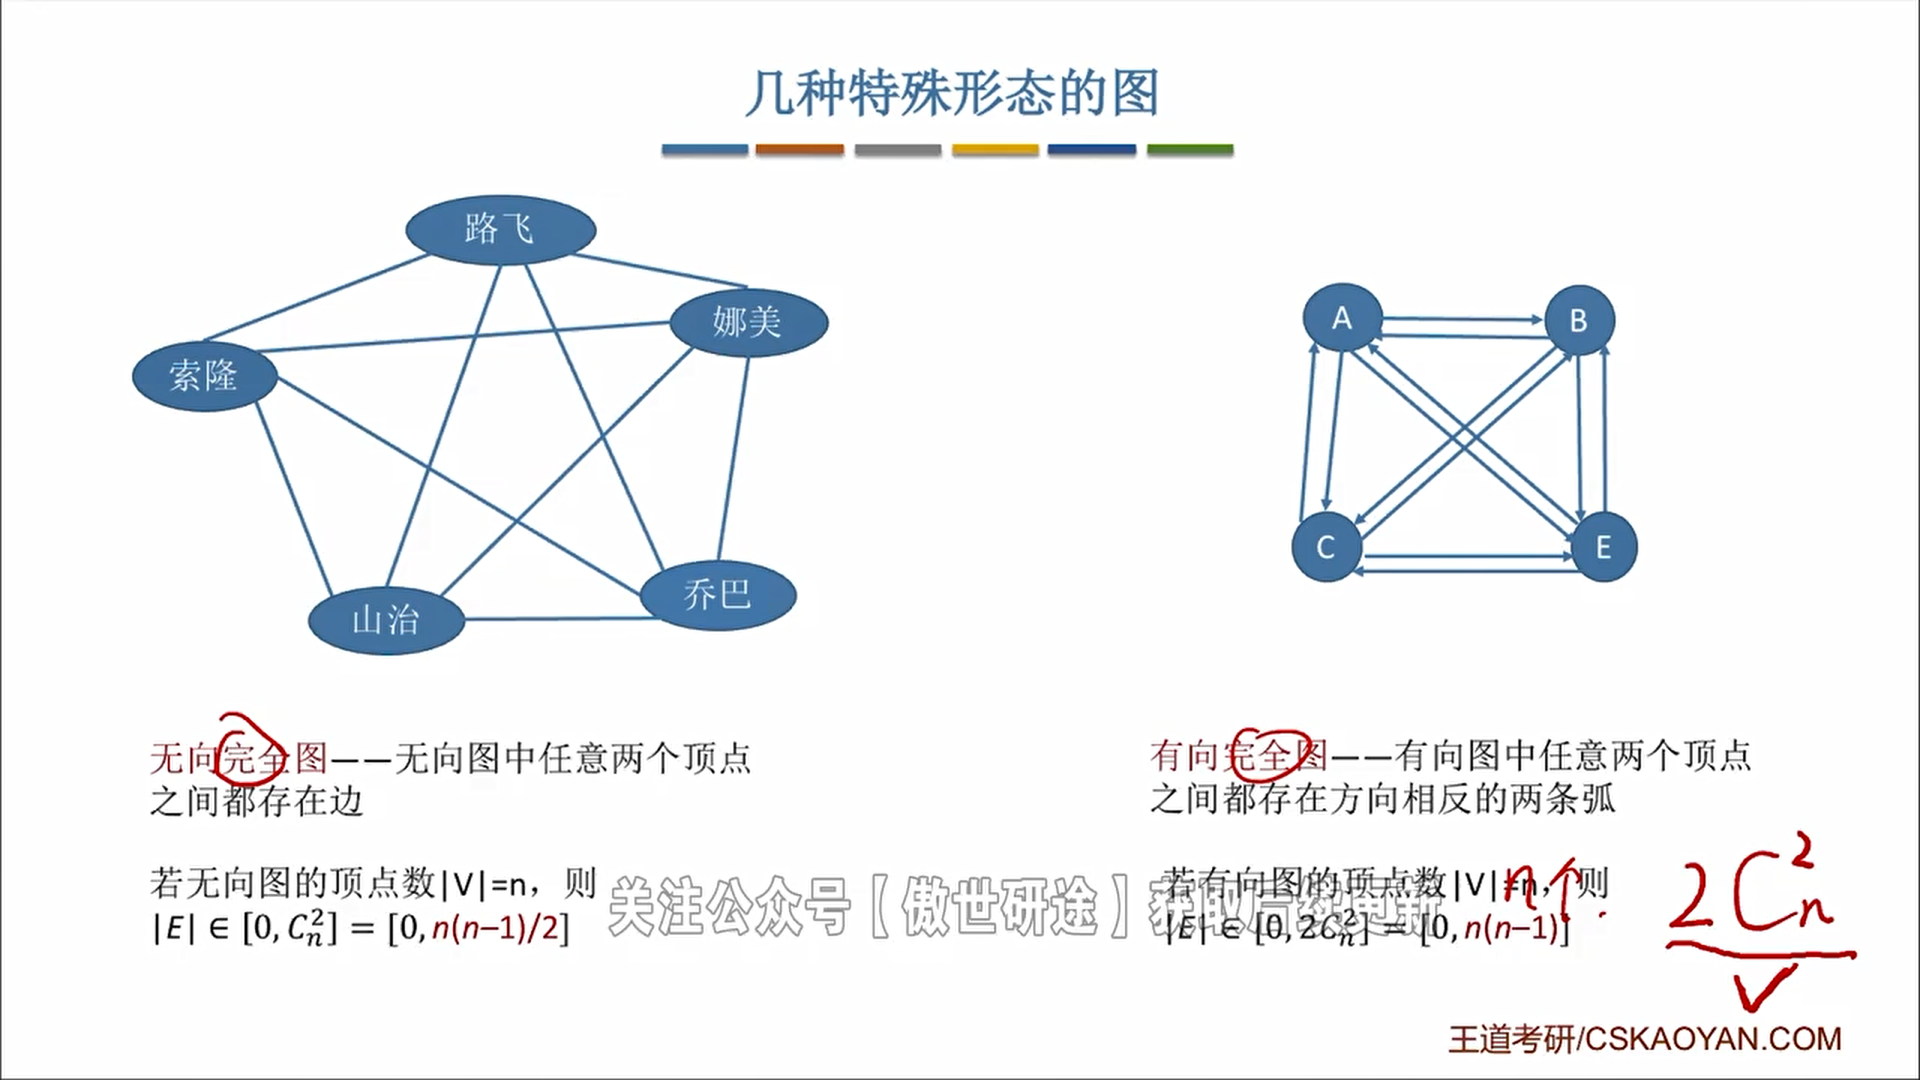 几种特殊形态的图
路飞
娜美
索隆
山治
乔巴
A
B
C
E
无向完全图——无向图中任意两个顶点
之间都存在边
若无向图的顶点数|V|=n，则
|E| ∈ [0, C_n^2] = [0, n(n–1)/2]
有向完全图——有向图中任意两个顶点
之间都存在方向相反的两条弧
若有向图的顶点数|V|=n，则
|E| ∈ [0, 2C_n^2] = [0, n(n–1)]
n个
2C_n^2
关注公众号【傲世研途】获取后续更新
王道考研/CSKAOYAN.COM